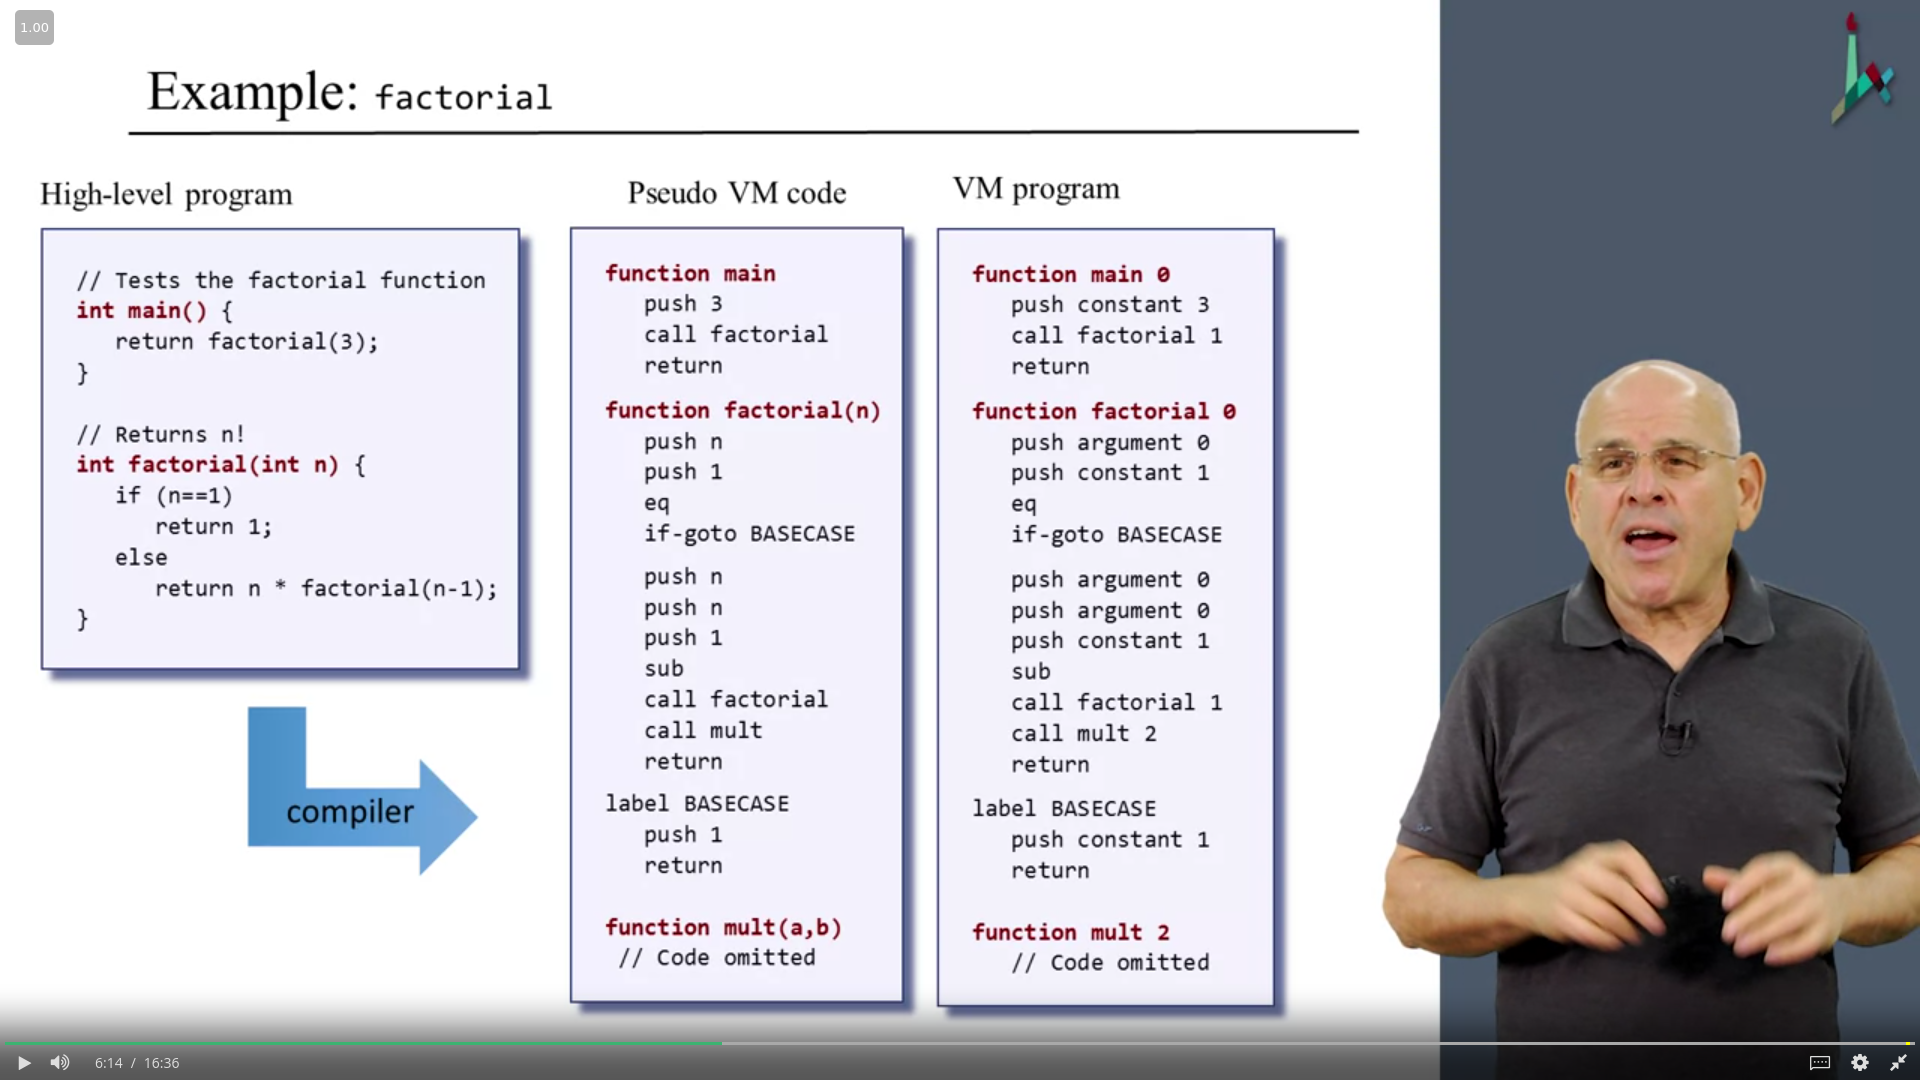 1.00
Example: factorial
High-level program
// Tests the factorial function
int main() {
return factorial(3);
}
// Returns n!
int factorial(int n) {
if (n==1)
return 1;
else
return n * factorial(n-1);
}
compiler
Pseudo VM code
function main
push 3
call factorial
return
function factorial(n)
push n
push 1
eq
if-goto BASECASE
push n
push n
push 1
sub
call factorial
call mult
return
label BASECASE
push 1
return
function mult(a,b)
// Code omitted
VM program
function main 0
push constant 3
call factorial 1
return
function factorial 0
push argument 0
push constant 1
eq
if-goto BASECASE
push argument 0
push argument 0
push constant 1
sub
call factorial 1
call mult 2
return
label BASECASE
push constant 1
return
function mult 2
// Code omitted
6:14 / 16:36